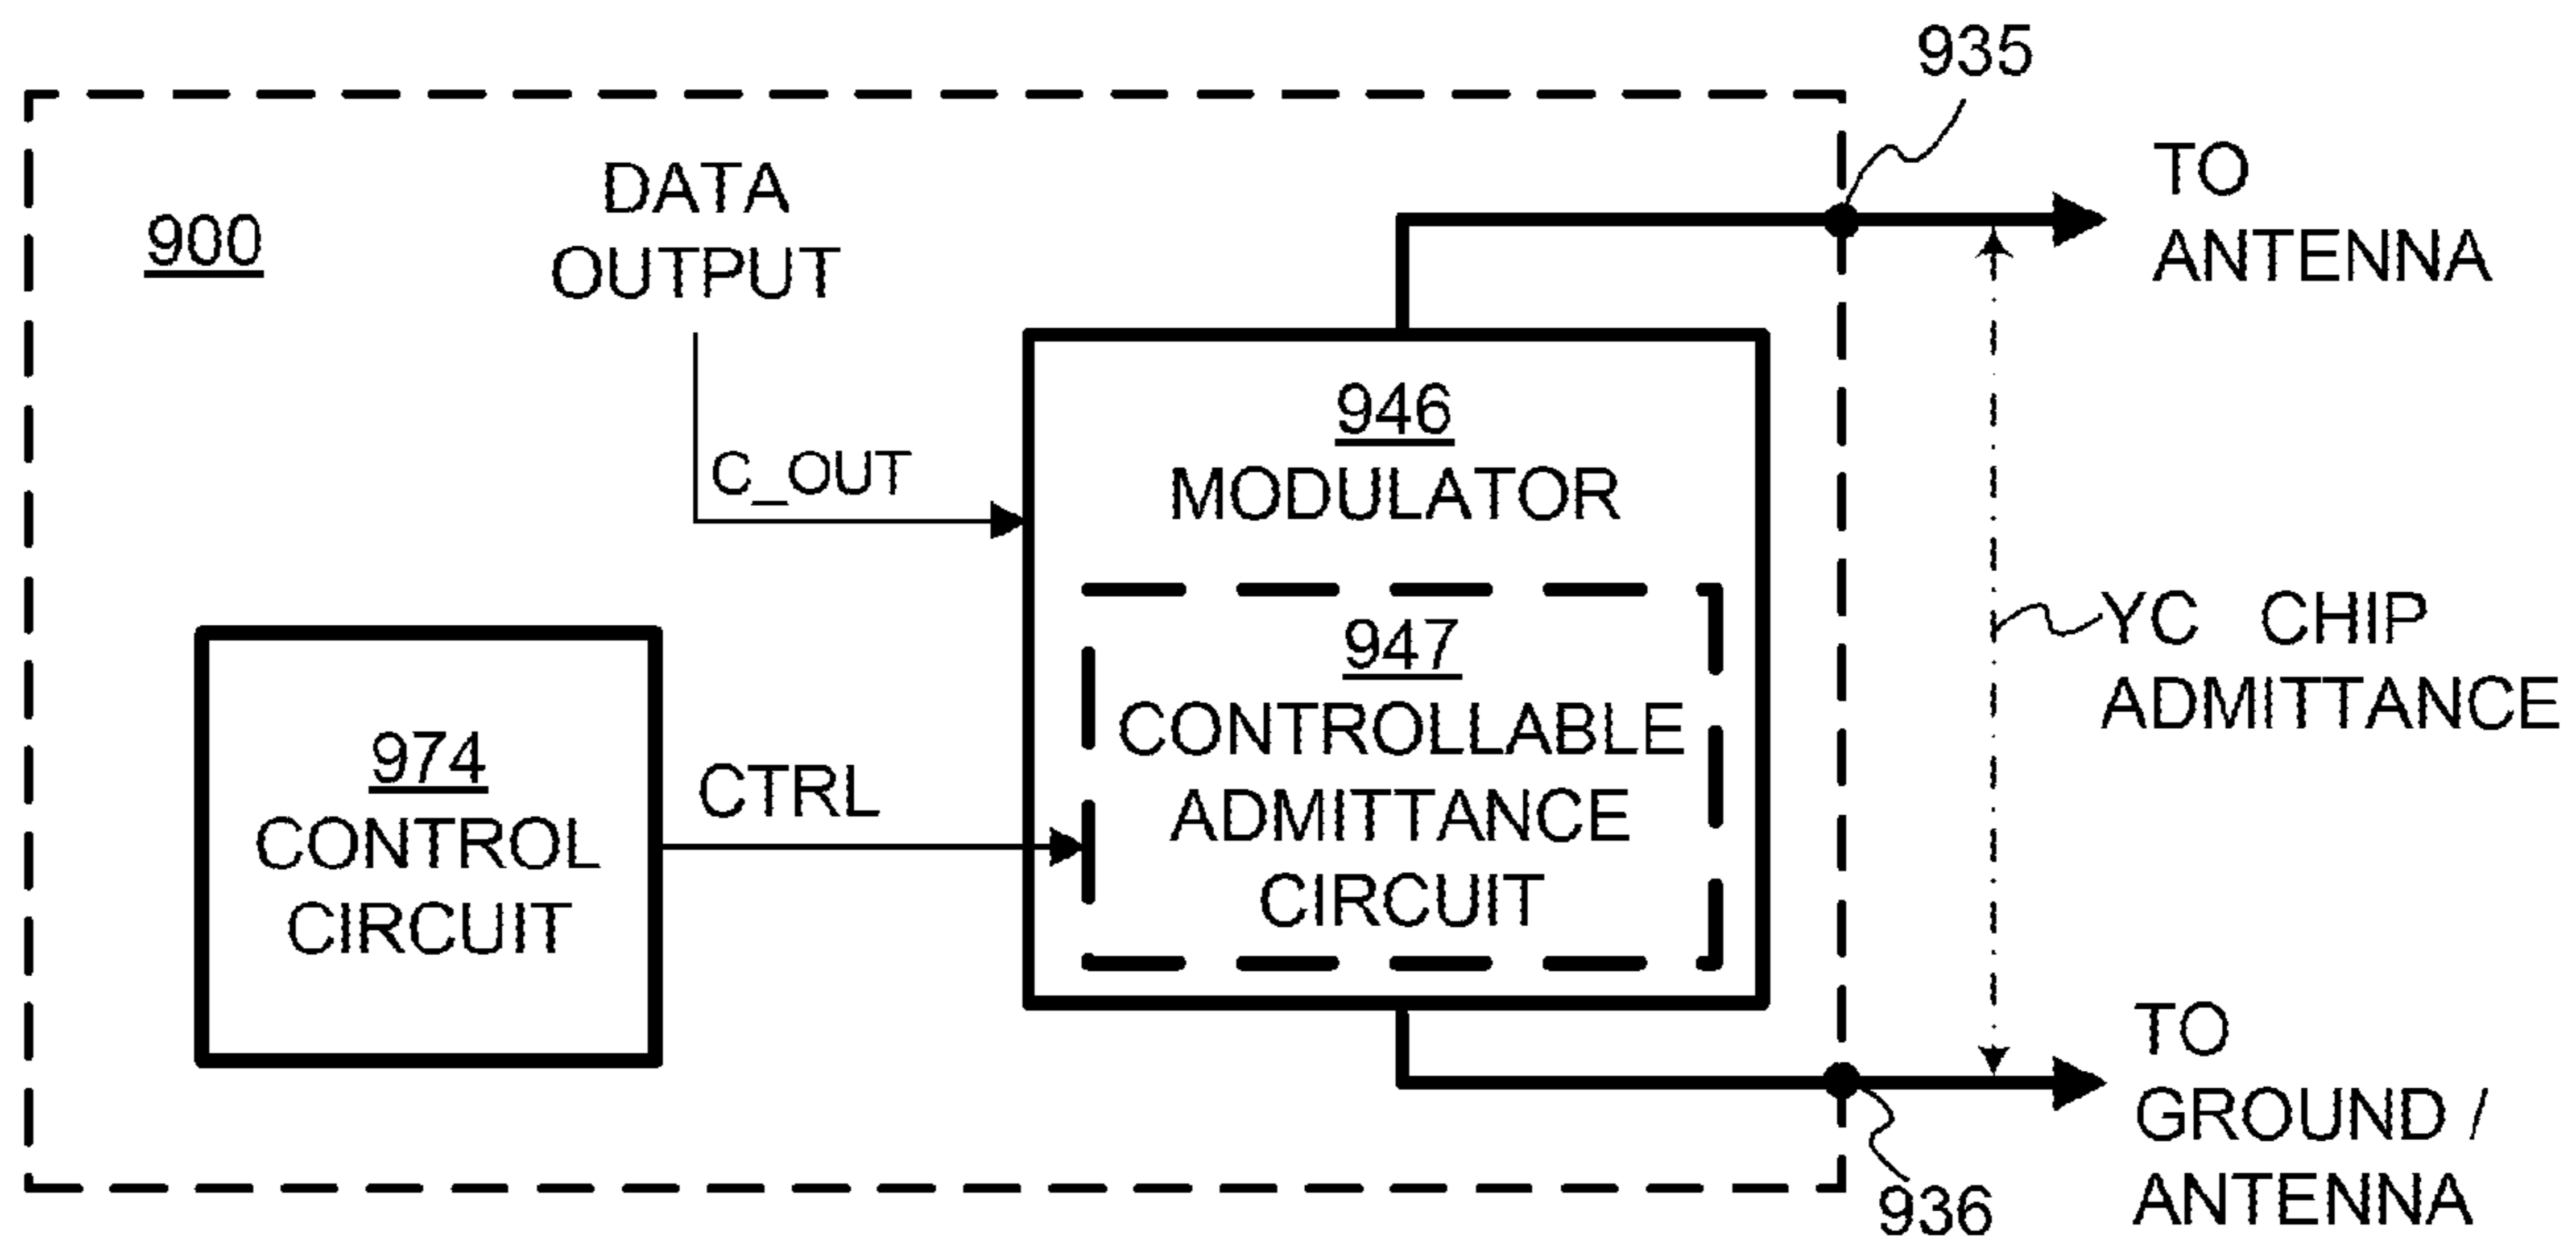 935
TO
ANTENNA
900
DATA
OUTPUT
C_OUT
946
MODULATOR
947
CONTROLLABLE
ADMITTANCE
CIRCUIT
974
CONTROL
CIRCUIT
CTRL
YC CHIP
ADMITTANCE
TO
GROUND /
ANTENNA
936